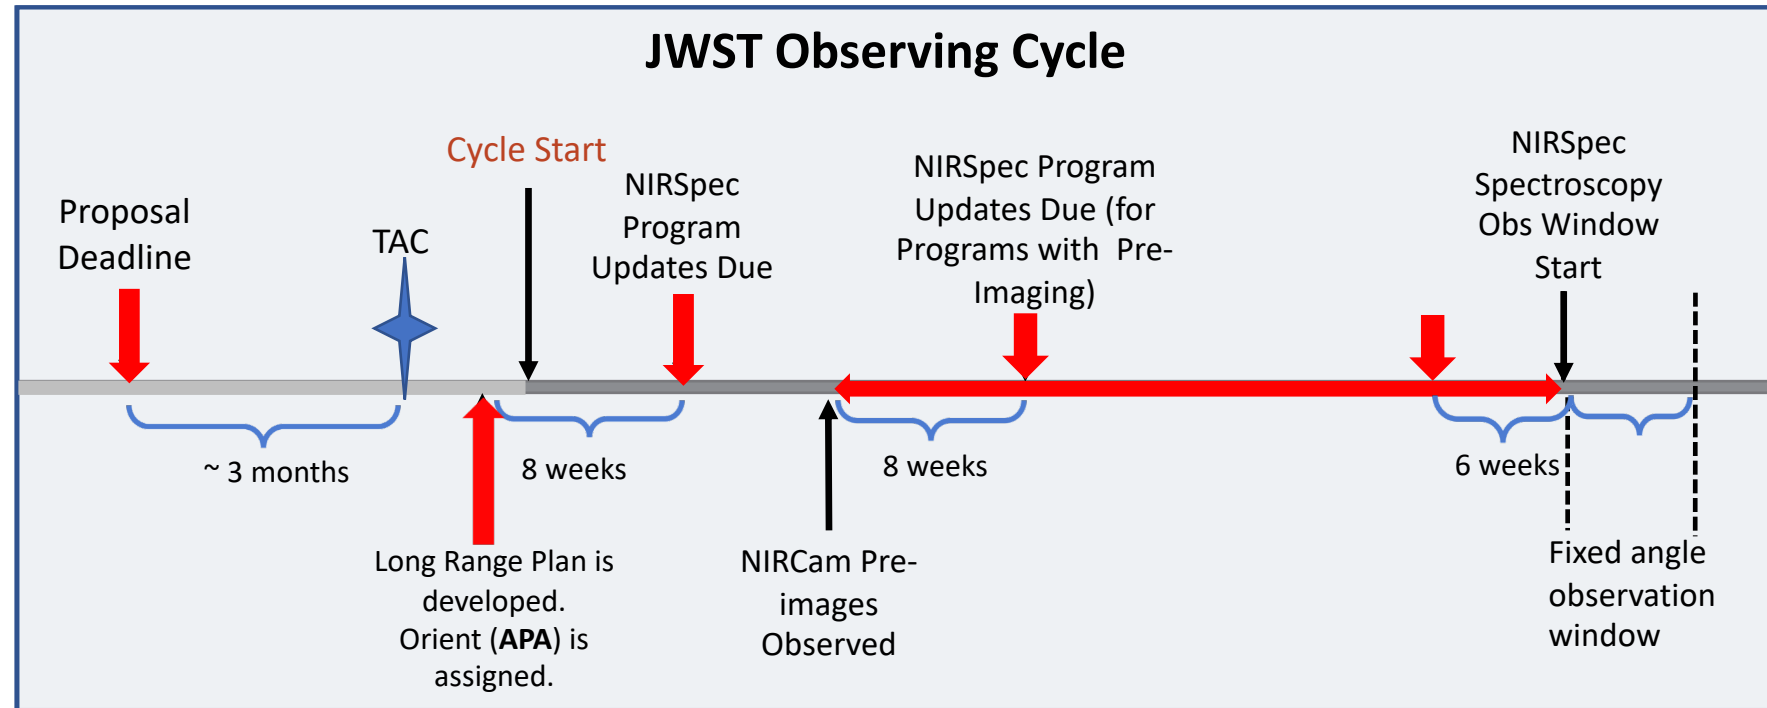 JWST Observing Cycle
Proposal
Deadline
TAC
Cycle Start
NIRSpec
Program
Updates Due
NIRSpec Program
Updates Due (for
Programs with Pre-
Imaging)
NIRSpec
Spectroscopy
Obs Window
Start
~ 3 months
8 weeks
8 weeks
6 weeks
Long Range Plan is
developed.
Orient (APA) is
assigned.
NIRCam Pre-
images
Observed
Fixed angle
observation
window